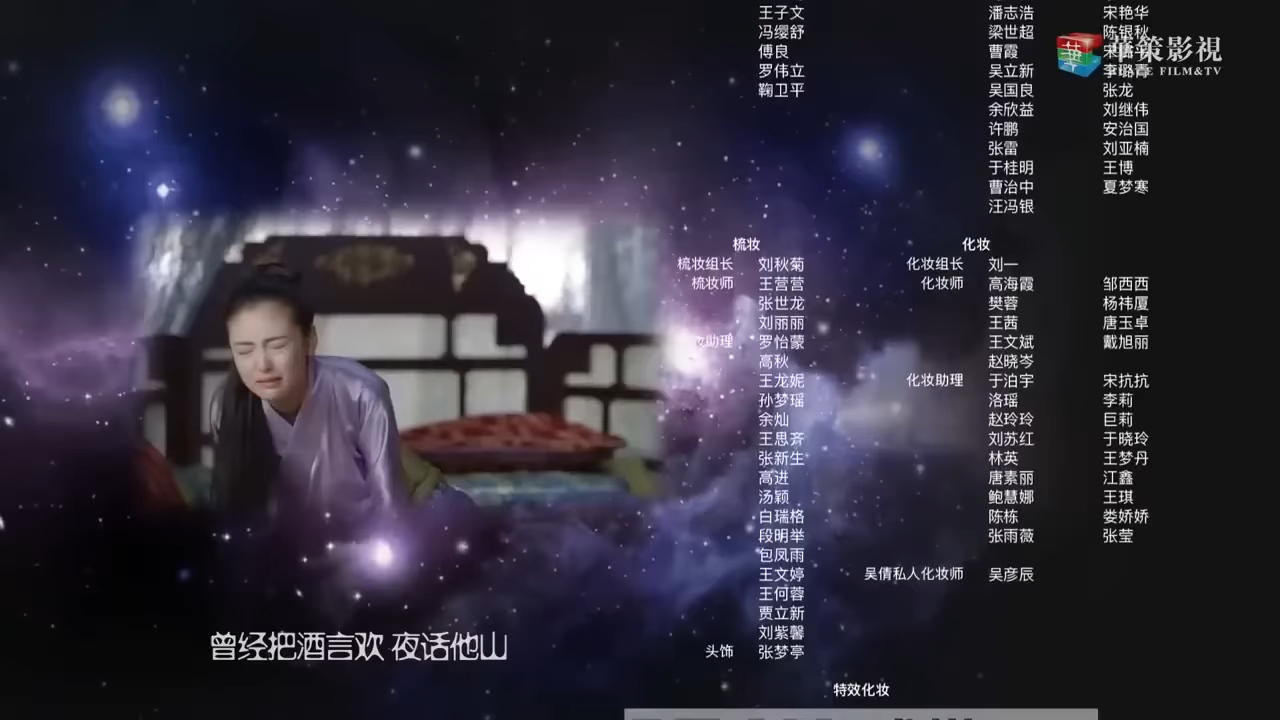 王子文
潘志浩 宋艳华
冯缨舒 梁世超 陈银秋
傅良 曹霞
罗伟立 吴立新 李璐青
鞠卫平 吴国良 张龙
余欣益 刘继伟
许鹏 安治国
张雷 刘亚楠
于桂明 王博
曹治中 夏梦寒
汪冯银
華策影視
FILM&TV
梳妆 化妆
梳妆组长 刘秋菊 化妆组长 刘一
梳妆师 王营营 化妆师 高海霞 邹西西
张世龙 樊蓉 杨祎厦
刘丽丽 王茜 唐玉卓
妆助理 罗怡蒙 王文斌 戴旭丽
高秋 赵晓岑
王龙妮 化妆助理 于泊宇 宋抗抗
孙梦瑶 洛瑶 李莉
余灿 赵玲玲 巨莉
王思齐 刘苏红 于晓玲
张新生 林英 王梦丹
高进 唐素丽 江鑫
汤颖 鲍慧娜 王琪
白瑞格 陈栋 娄娇娇
段明举 张雨薇 张莹
包凤雨
王文婷 吴倩私人化妆师 吴彦辰
王何蓉
贾立新
刘紫馨
头饰 张梦亭
特效化妆
曾经把酒言欢 夜话他山